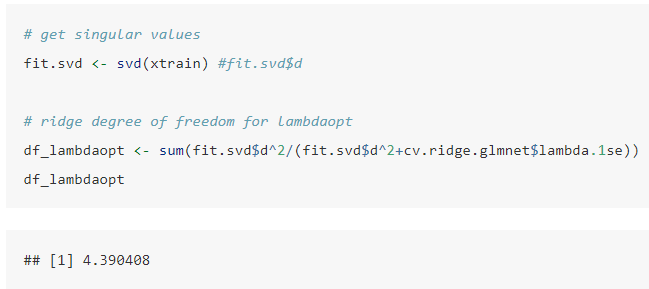 # get singular values
fit.svd <- svd(xtrain) #fit.svd$d
# ridge degree of freedom for lambdaopt
df_lambdaopt <- sum(fit.svd$d^2/(fit.svd$d^2+cv.ridge.glmnet$lambda.1se))
df_lambdaopt
## [1] 4.390408